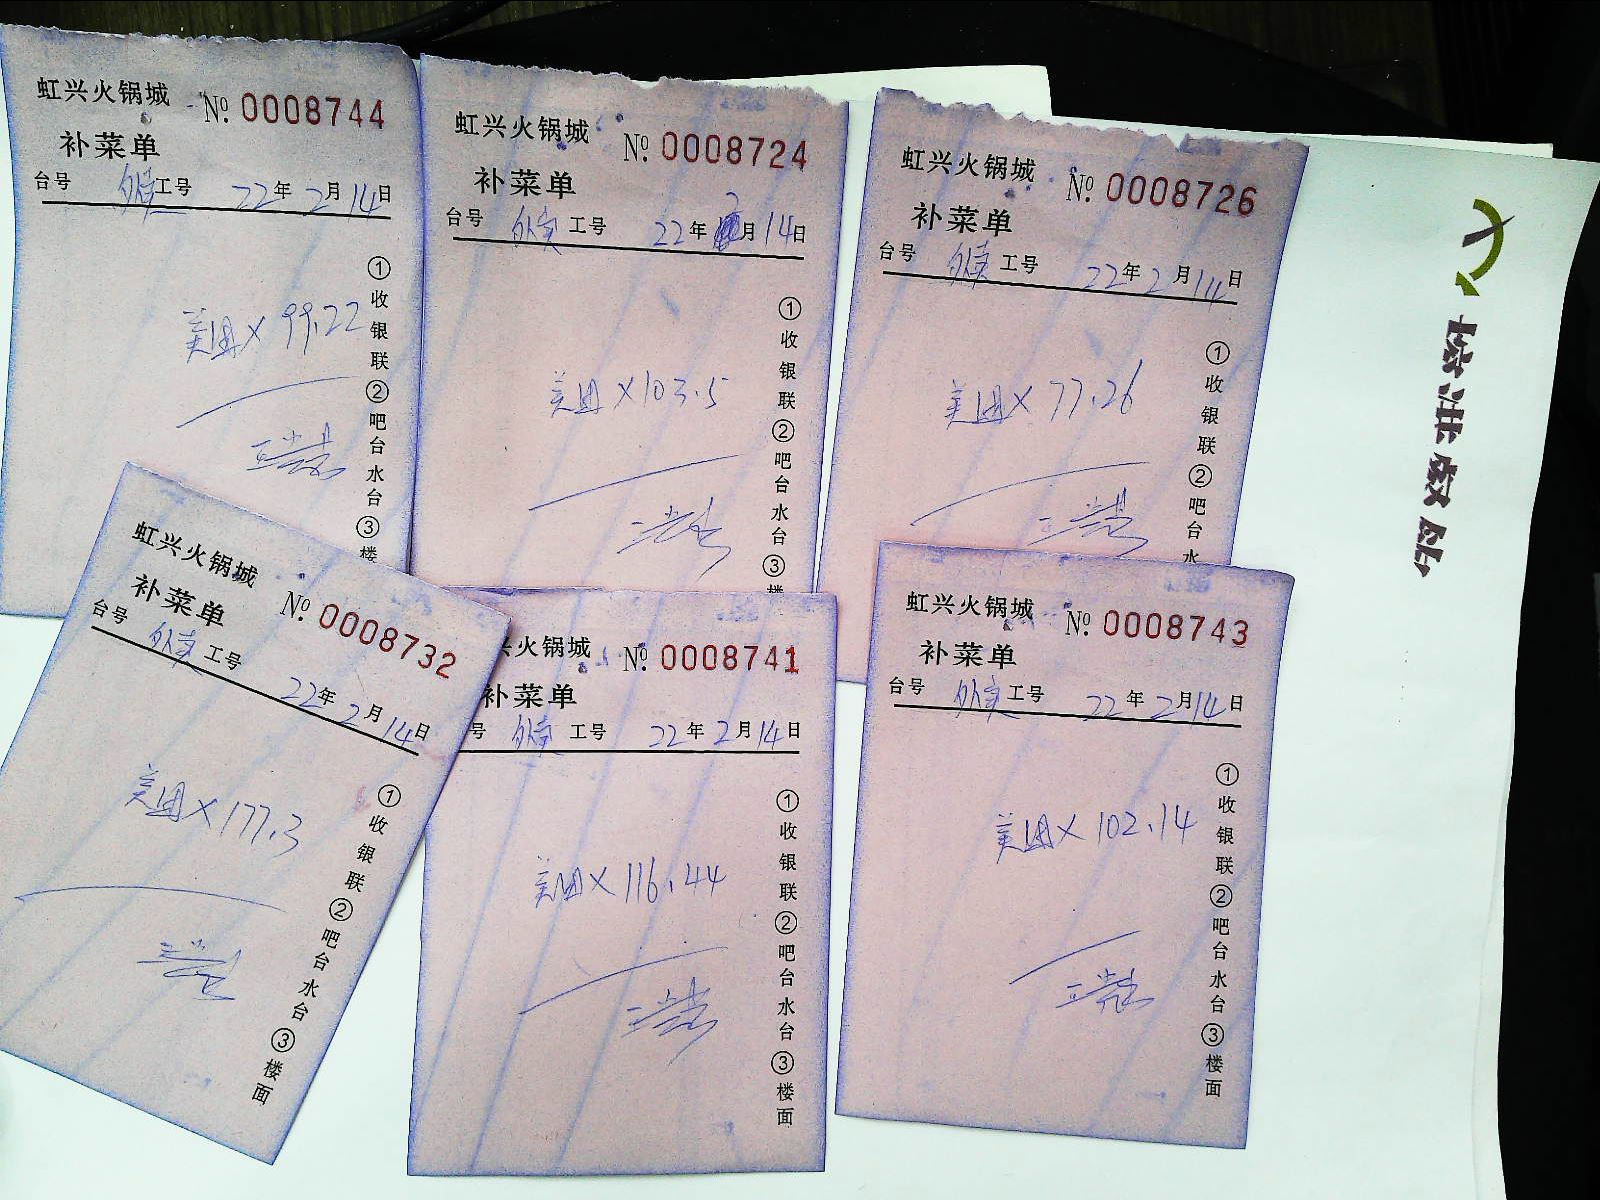 虹兴火锅城 №. 0008744
补菜单
台号 外卖 工号 22年 2月 14日
美团 X 99.22
①收银联②吧台水台③楼
虹兴火锅城 №. 0008724
补菜单
台号 外卖 工号 22年 2月 14日
美团 X 103.5
①收银联②吧台水台③楼
虹兴火锅城 №. 0008726
补菜单
台号 外卖 工号 22年 2月 14日
美团 X 77.26
①收银联②吧台水
虹兴火锅城 №. 0008732
补菜单
台号 外卖 工号 22年 2月 14日
美团 X 177.3
①收银联②吧台水台③楼面
兴火锅城 №. 0008741
补菜单
号 外卖 工号 22年 2月 14日
美团 X 116.44
①收银联②吧台水台③楼面
虹兴火锅城 №. 0008743
补菜单
台号 外卖 工号 22年 2月 14日
美团 X 102.14
①收银联②吧台水台③楼面